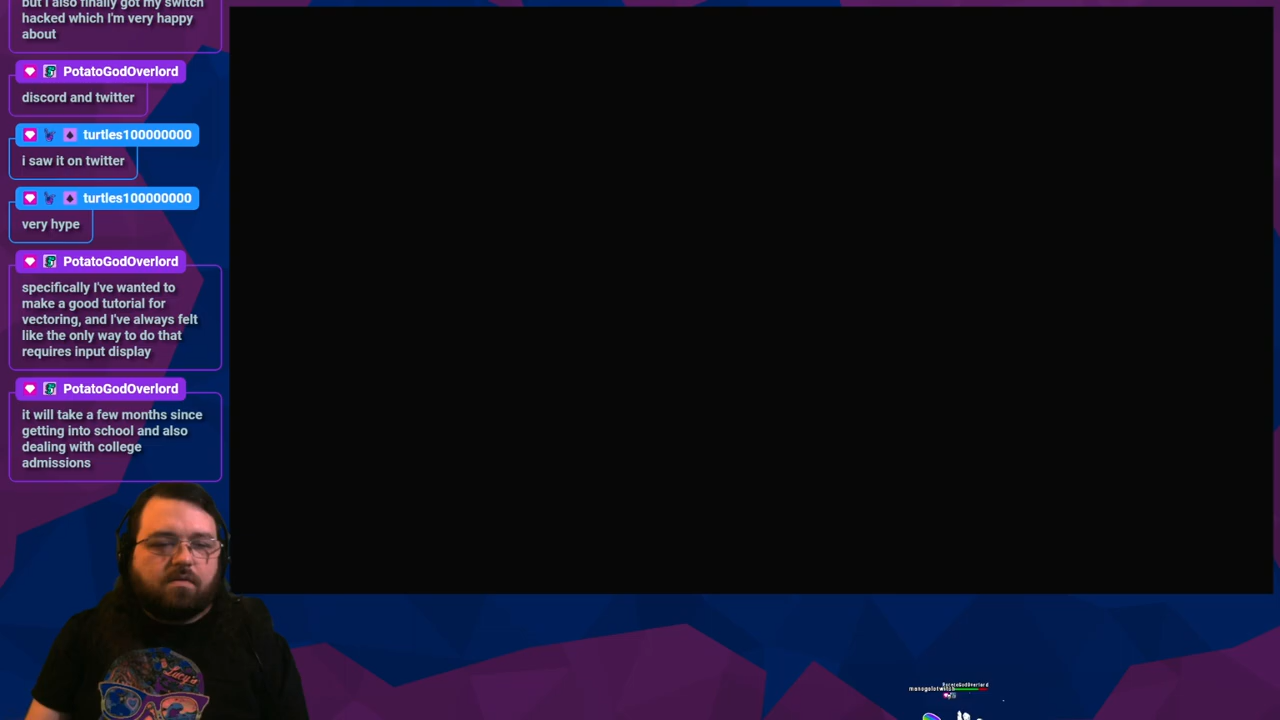 but I also finally got my switch
hacked which I'm very happy
about
PotatoGodOverlord
discord and twitter
turtles100000000
i saw it on twitter
turtles100000000
very hype
PotatoGodOverlord
specifically I've wanted to
make a good tutorial for
vectoring, and I've always felt
like the only way to do that
requires input display
PotatoGodOverlord
it will take a few months since
getting into school and also
dealing with college
admissions
Lucy's
PotatoGodOverlord